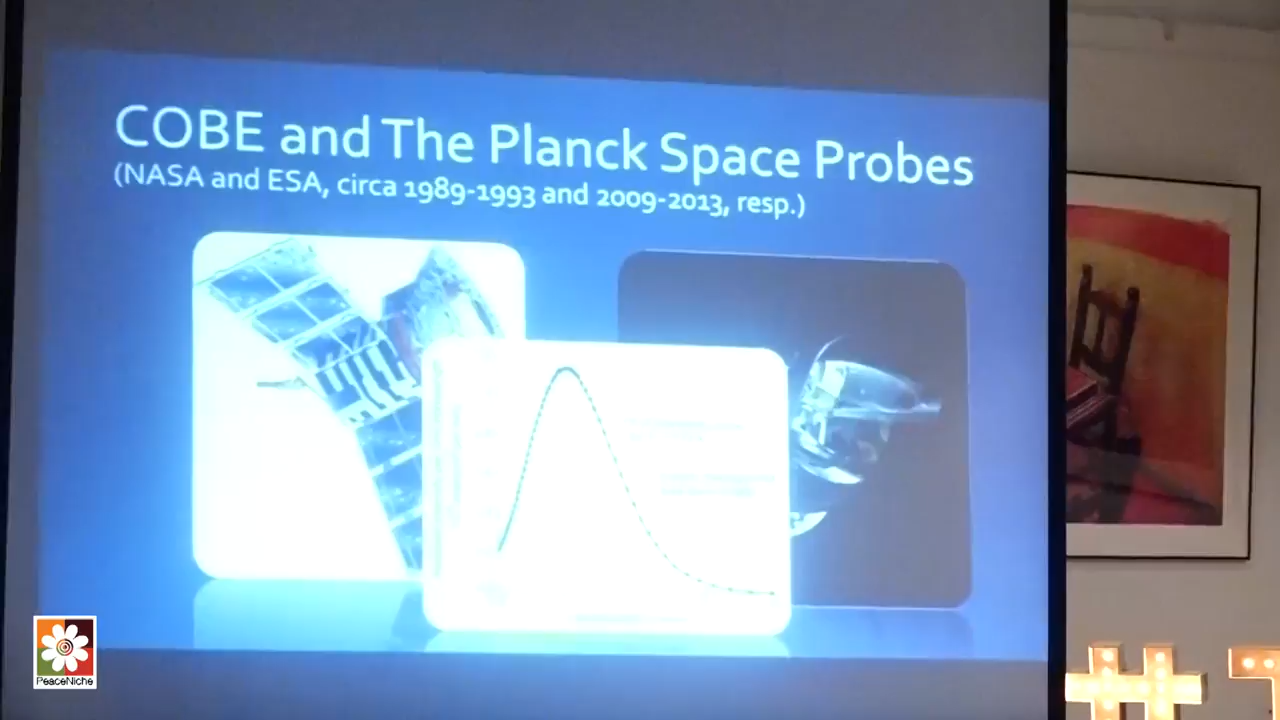 COBE and The Planck Space Probes
(NASA and ESA, circa 1989-1993 and 2009-2013, resp.)
PeaceNiche
#T